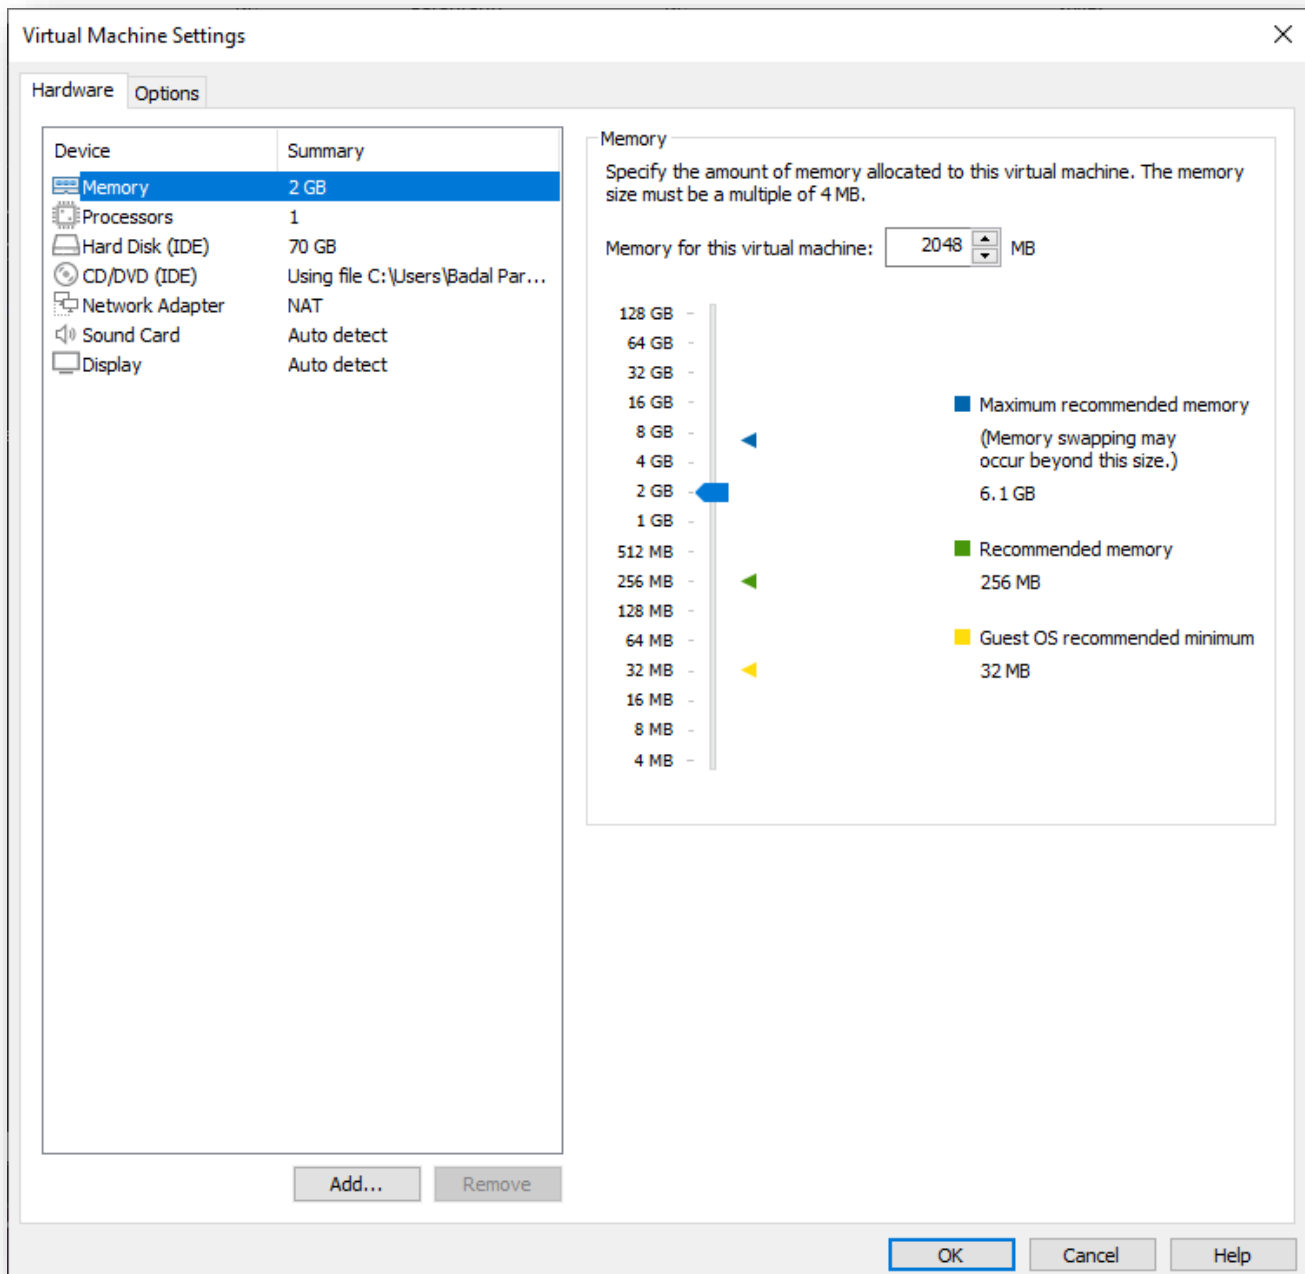 Virtual Machine Settings
Hardware
Options
Device Summary
Memory 2 GB
Processors 1
Hard Disk (IDE) 70 GB
CD/DVD (IDE) Using file C:\Users\Badal Par...
Network Adapter NAT
Sound Card Auto detect
Display Auto detect
Add...
Remove
Memory
Specify the amount of memory allocated to this virtual machine. The memory
size must be a multiple of 4 MB.
Memory for this virtual machine: 2048 MB
128 GB
64 GB
32 GB
16 GB
8 GB
4 GB
2 GB
1 GB
512 MB
256 MB
128 MB
64 MB
32 MB
16 MB
8 MB
4 MB
Maximum recommended memory
(Memory swapping may
occur beyond this size.)
6.1 GB
Recommended memory
256 MB
Guest OS recommended minimum
32 MB
OK
Cancel
Help